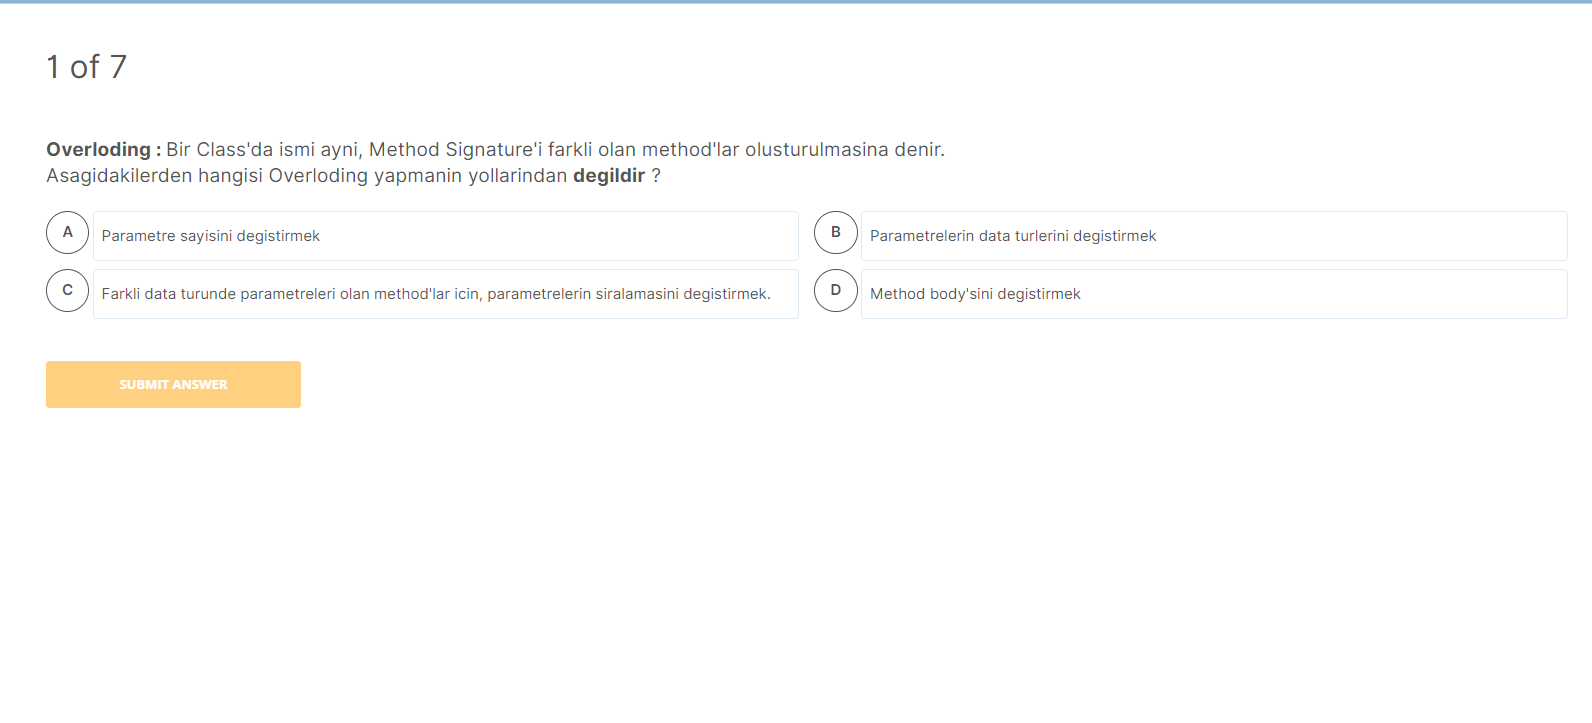 1 of 7
Overloding : Bir Class'da ismi ayni, Method Signature'i farkli olan method'lar olusturulmasina denir.
Asagidakilerden hangisi Overloding yapmanin yollarindan degildir ?
A Parametre sayisini degistirmek
B Parametrelerin data turlerini degistirmek
C Farkli data turunde parametreleri olan method'lar icin, parametrelerin siralamasini degistirmek.
D Method body'sini degistirmek
SUBMIT ANSWER